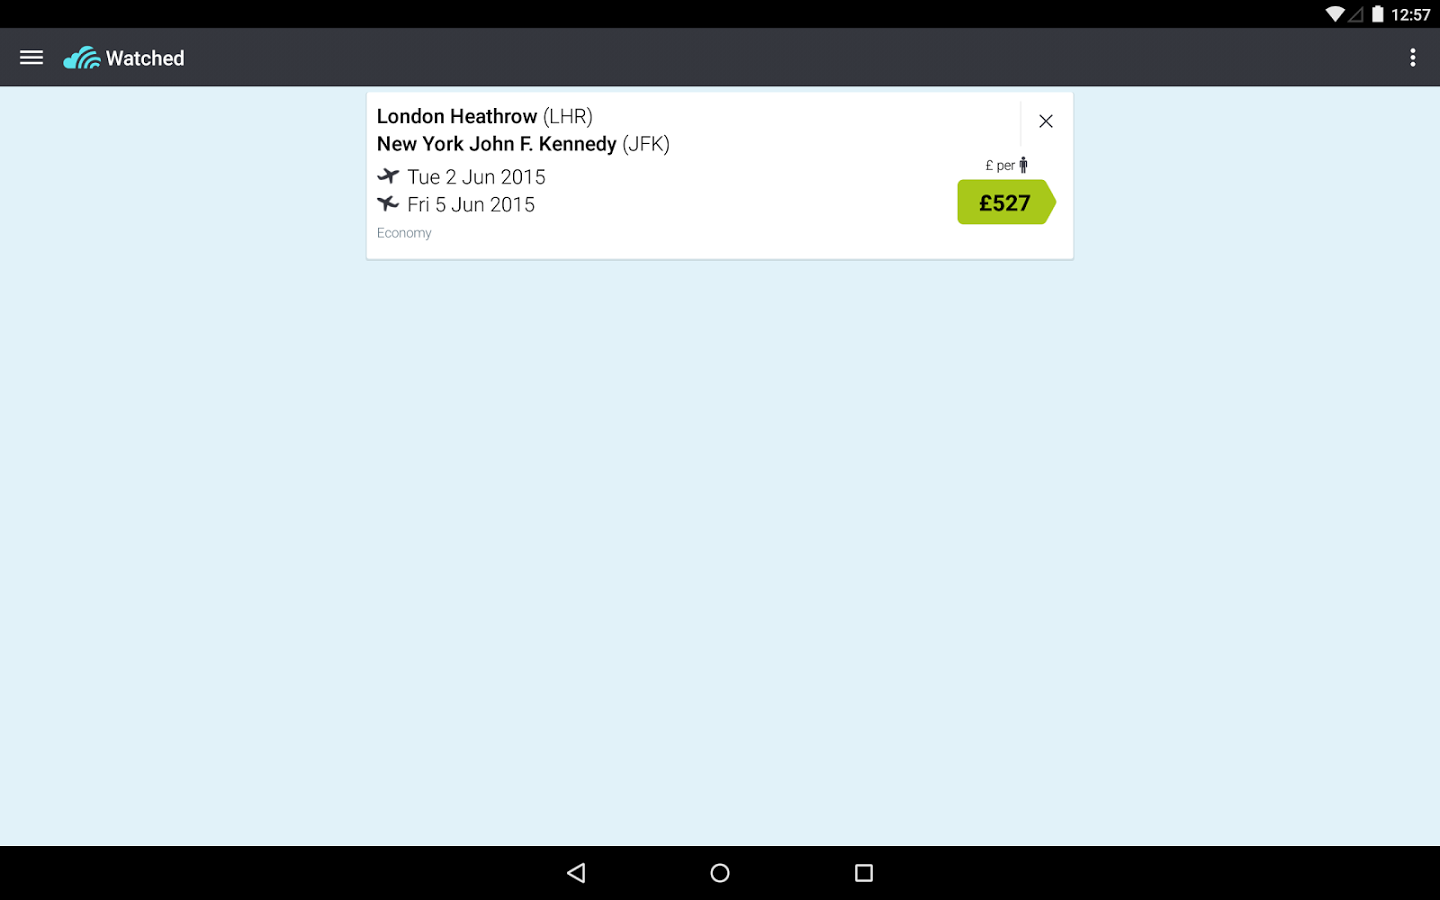 12:57
Watched
London Heathrow (LHR)
New York John F. Kennedy (JFK)
Tue 2 Jun 2015
Fri 5 Jun 2015
Economy
£ per
£527